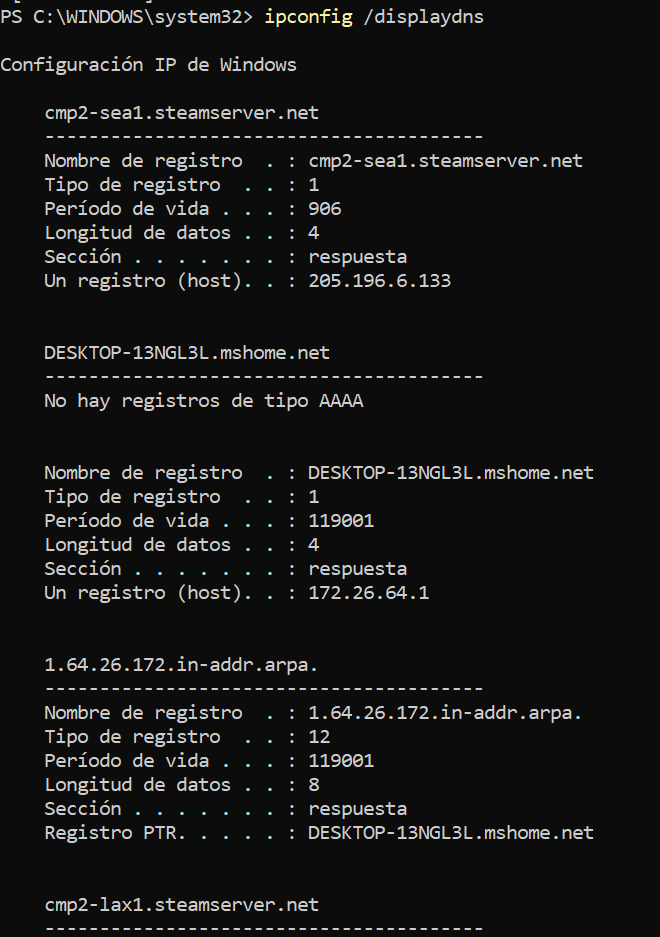 PS C:\WINDOWS\system32> ipconfig /displaydns
Configuración IP de Windows
cmp2-sea1.steamserver.net
----------------------------------------
Nombre de registro  . : cmp2-sea1.steamserver.net
Tipo de registro  . . : 1
Período de vida . . . : 906
Longitud de datos . . : 4
Sección . . . . . . . : respuesta
Un registro (host). . : 205.196.6.133
DESKTOP-13NGL3L.mshome.net
----------------------------------------
No hay registros de tipo AAAA
Nombre de registro  . : DESKTOP-13NGL3L.mshome.net
Tipo de registro  . . : 1
Período de vida . . . : 119001
Longitud de datos . . : 4
Sección . . . . . . . : respuesta
Un registro (host). . : 172.26.64.1
1.64.26.172.in-addr.arpa.
----------------------------------------
Nombre de registro  . : 1.64.26.172.in-addr.arpa.
Tipo de registro  . . : 12
Período de vida . . . : 119001
Longitud de datos . . : 8
Sección . . . . . . . : respuesta
Registro PTR. . . . . : DESKTOP-13NGL3L.mshome.net
cmp2-lax1.steamserver.net
----------------------------------------